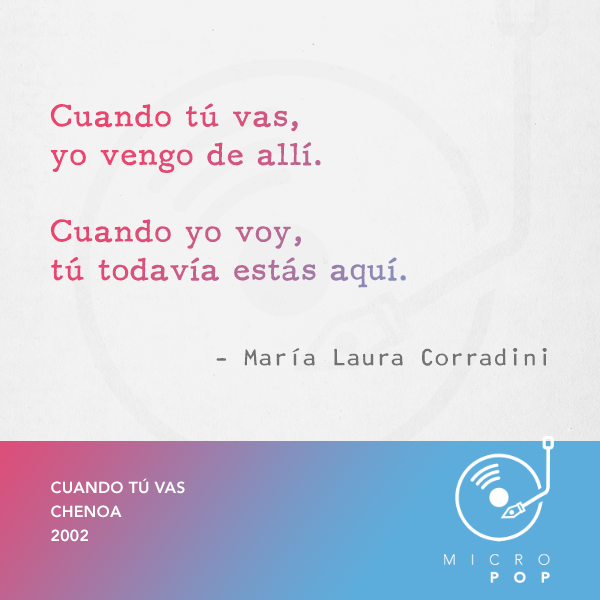 Cuando tú vas,
yo vengo de allí.
Cuando yo voy,
tú todavía estás aquí.
– María Laura Corradini
CUANDO TÚ VAS
CHENOA
2002
MICRO
POP